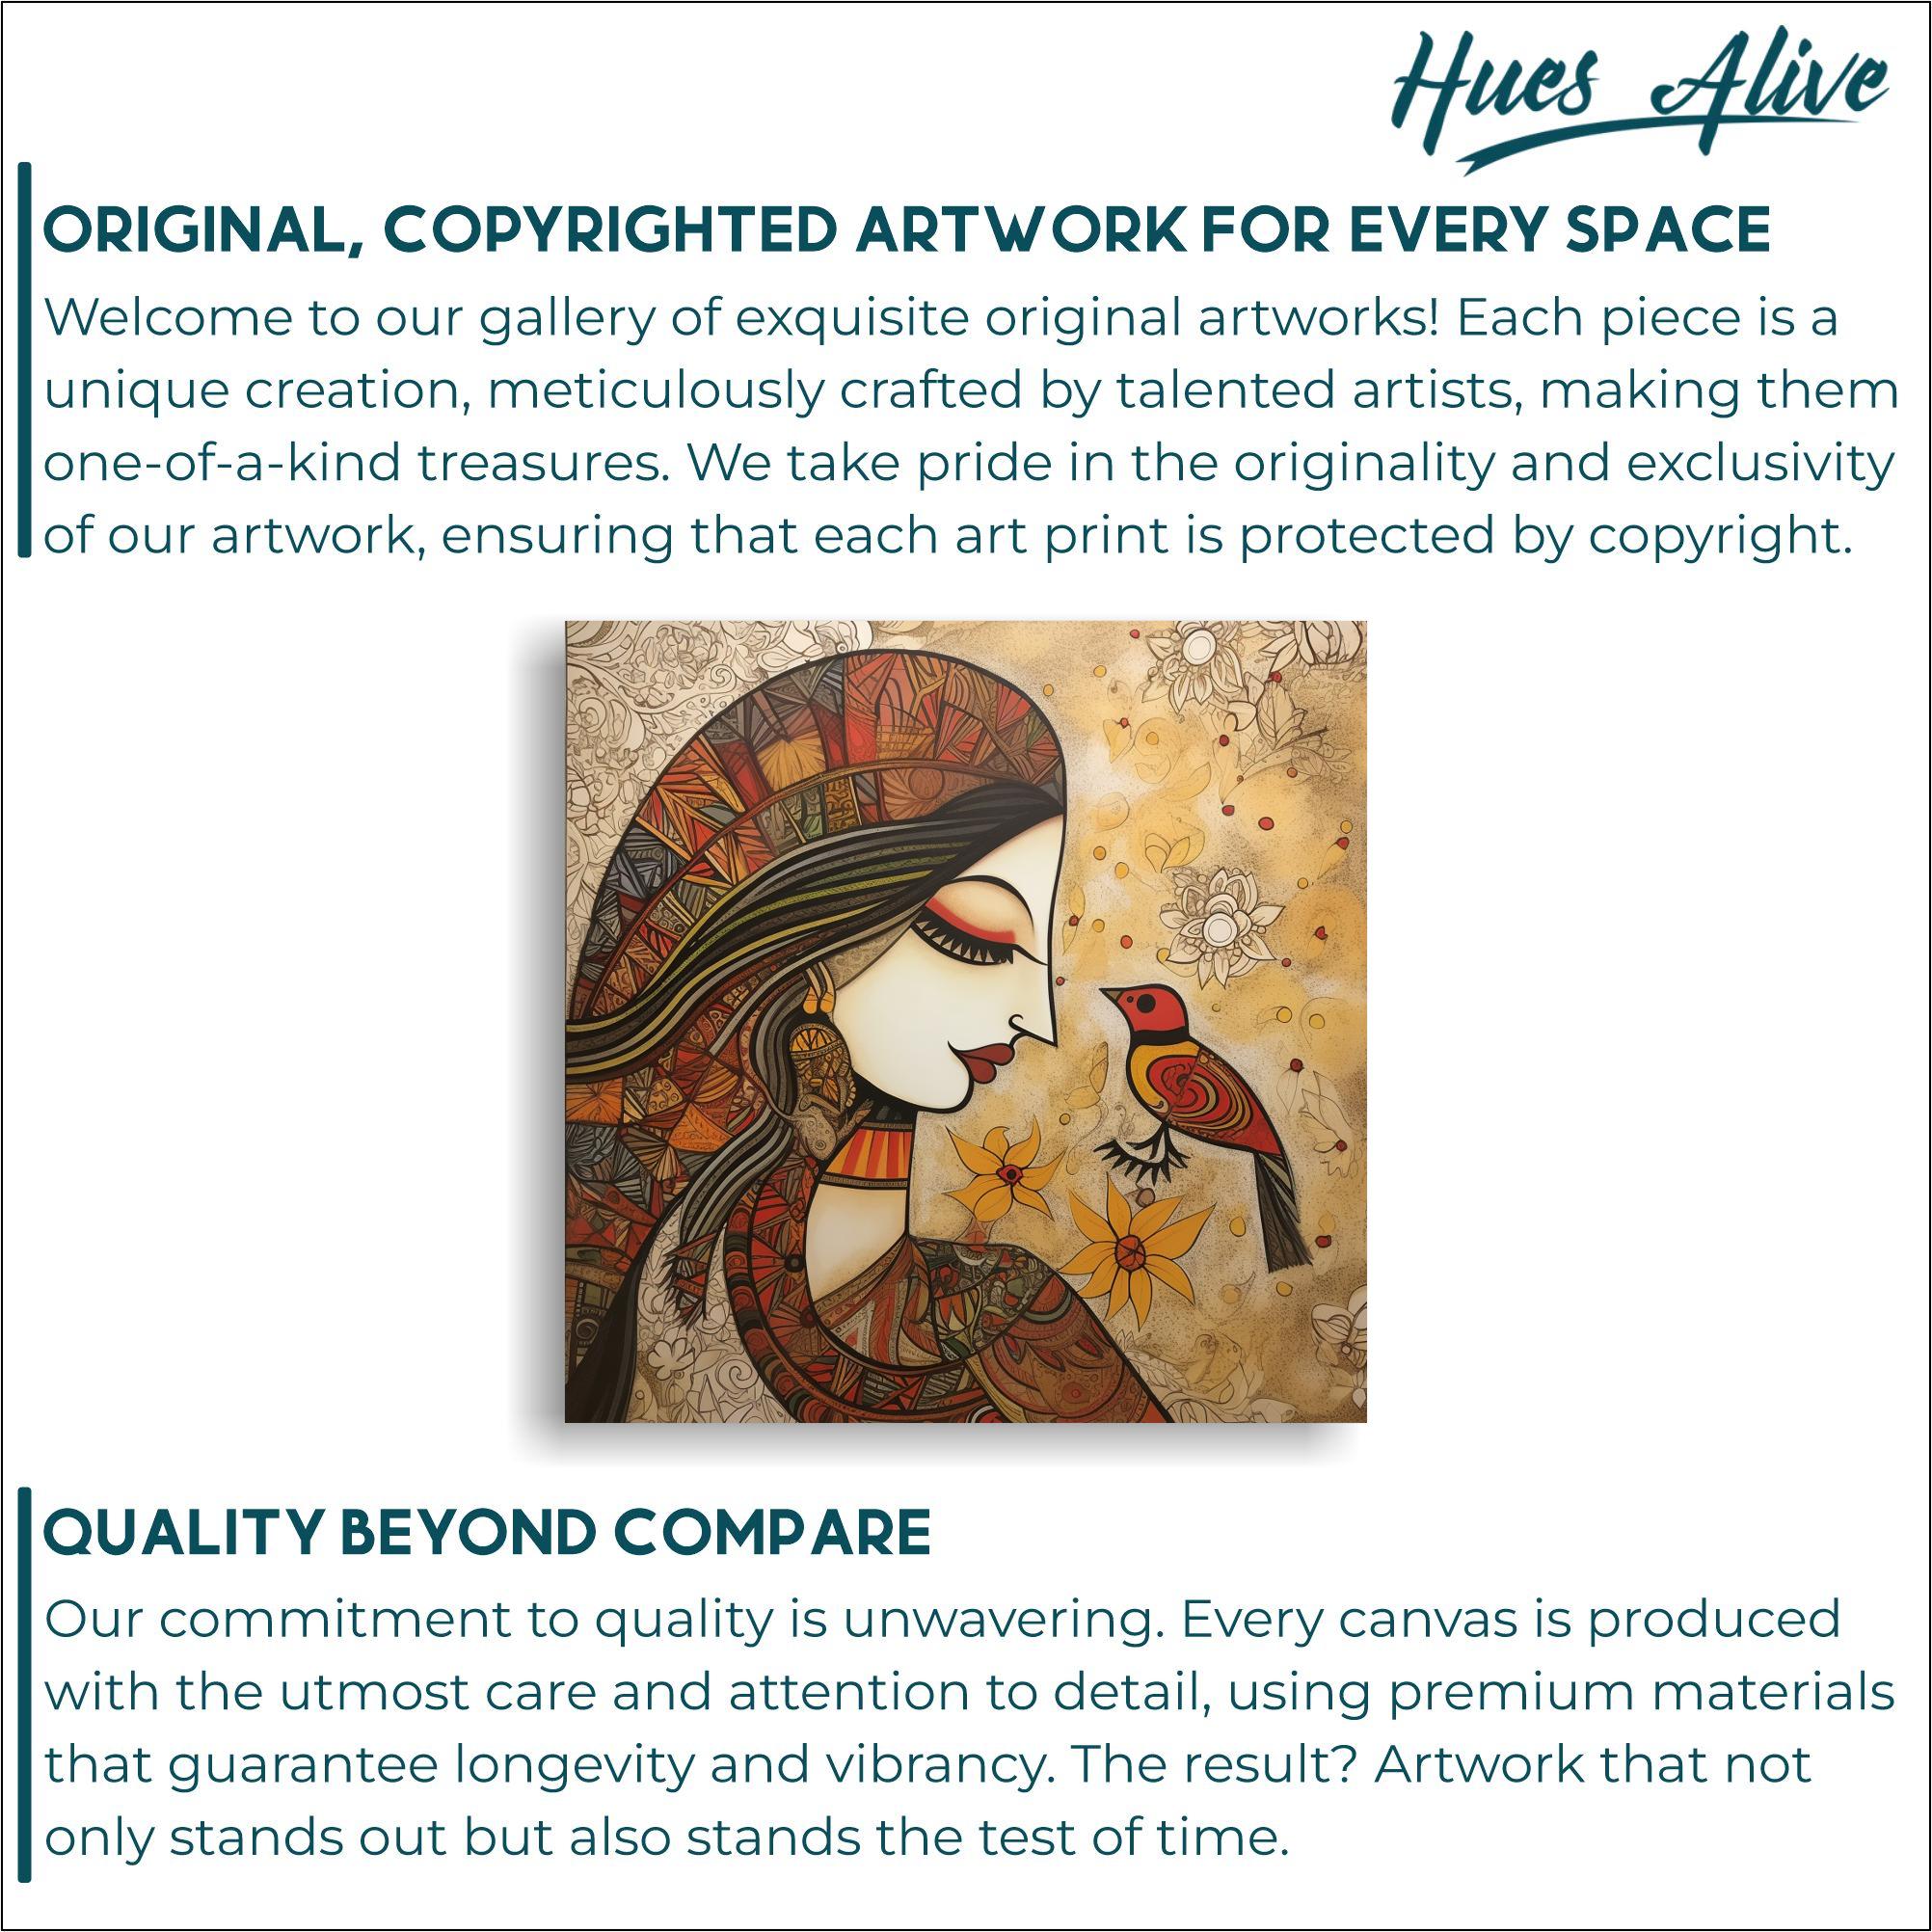 Hues Alive
ORIGINAL, COPYRIGHTED ARTWORK FOR EVERY SPACE
Welcome to our gallery of exquisite original artworks! Each piece is a
unique creation, meticulously crafted by talented artists, making them
one-of-a-kind treasures. We take pride in the originality and exclusivity
of our artwork, ensuring that each art print is protected by copyright.
QUALITY BEYOND COMPARE
Our commitment to quality is unwavering. Every canvas is produced
with the utmost care and attention to detail, using premium materials
that guarantee longevity and vibrancy. The result? Artwork that not
only stands out but also stands the test of time.